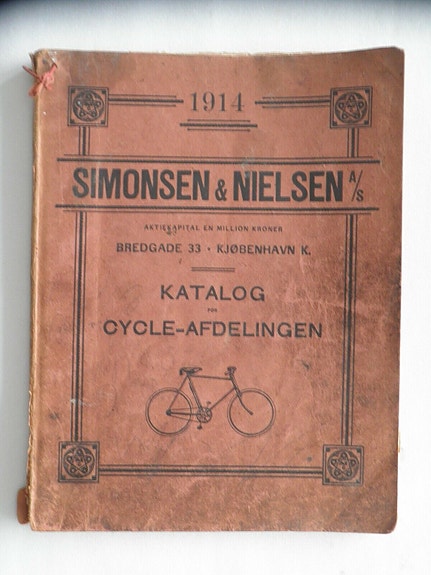 1914
SIMONSEN & NIELSEN A/S
AKTIEKAPITAL EN MILLION KRONER
BREDGADE 33 · KJØBENHAVN K.
KATALOG
FOR
CYCLE-AFDELINGEN